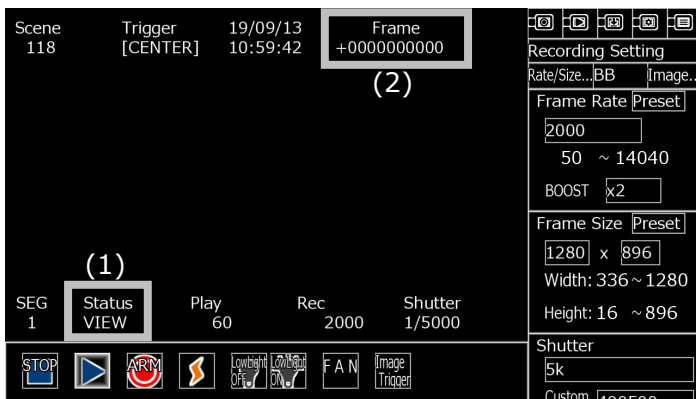 Scene Trigger 19/09/13 Frame
118 [CENTER] 10:59:42 +0000000000
(2)
(1)
SEG Status Play Rec Shutter
1 VIEW 60 2000 1/5000
STOP ARM LowLight OFF LowLight ON FAN Image Trigger
Recording Setting
Rate/Size... BB Image..
Frame Rate Preset
2000
50 ~ 14040
BOOST x2
Frame Size Preset
1280 x 896
Width: 336 ~ 1280
Height: 16 ~ 896
Shutter
5k
Custom